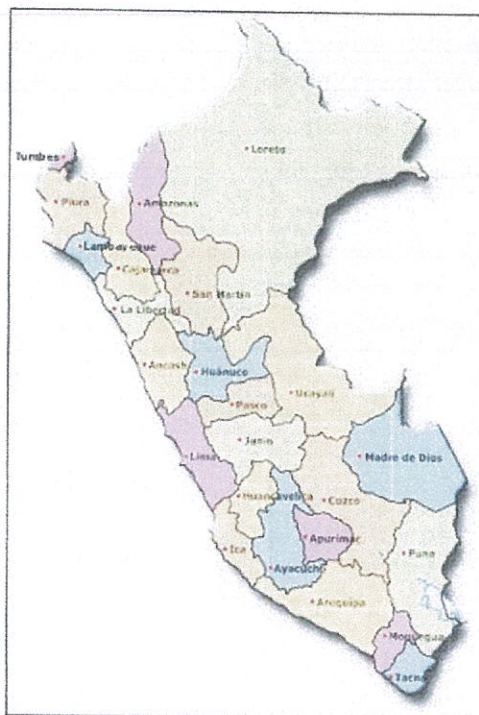 Loreto
Tumbes
Piura
Amazonas
Lambayeque
Cajamarca
San Martin
La Libertad
Ancash
Huánuco
Ucayali
Pasco
Junin
Lima
Madre de Dios
Huancavelica
Cuzco
Apurimac
Ica
Puno
Ayacucho
Arequipa
Moquegua
Tacna